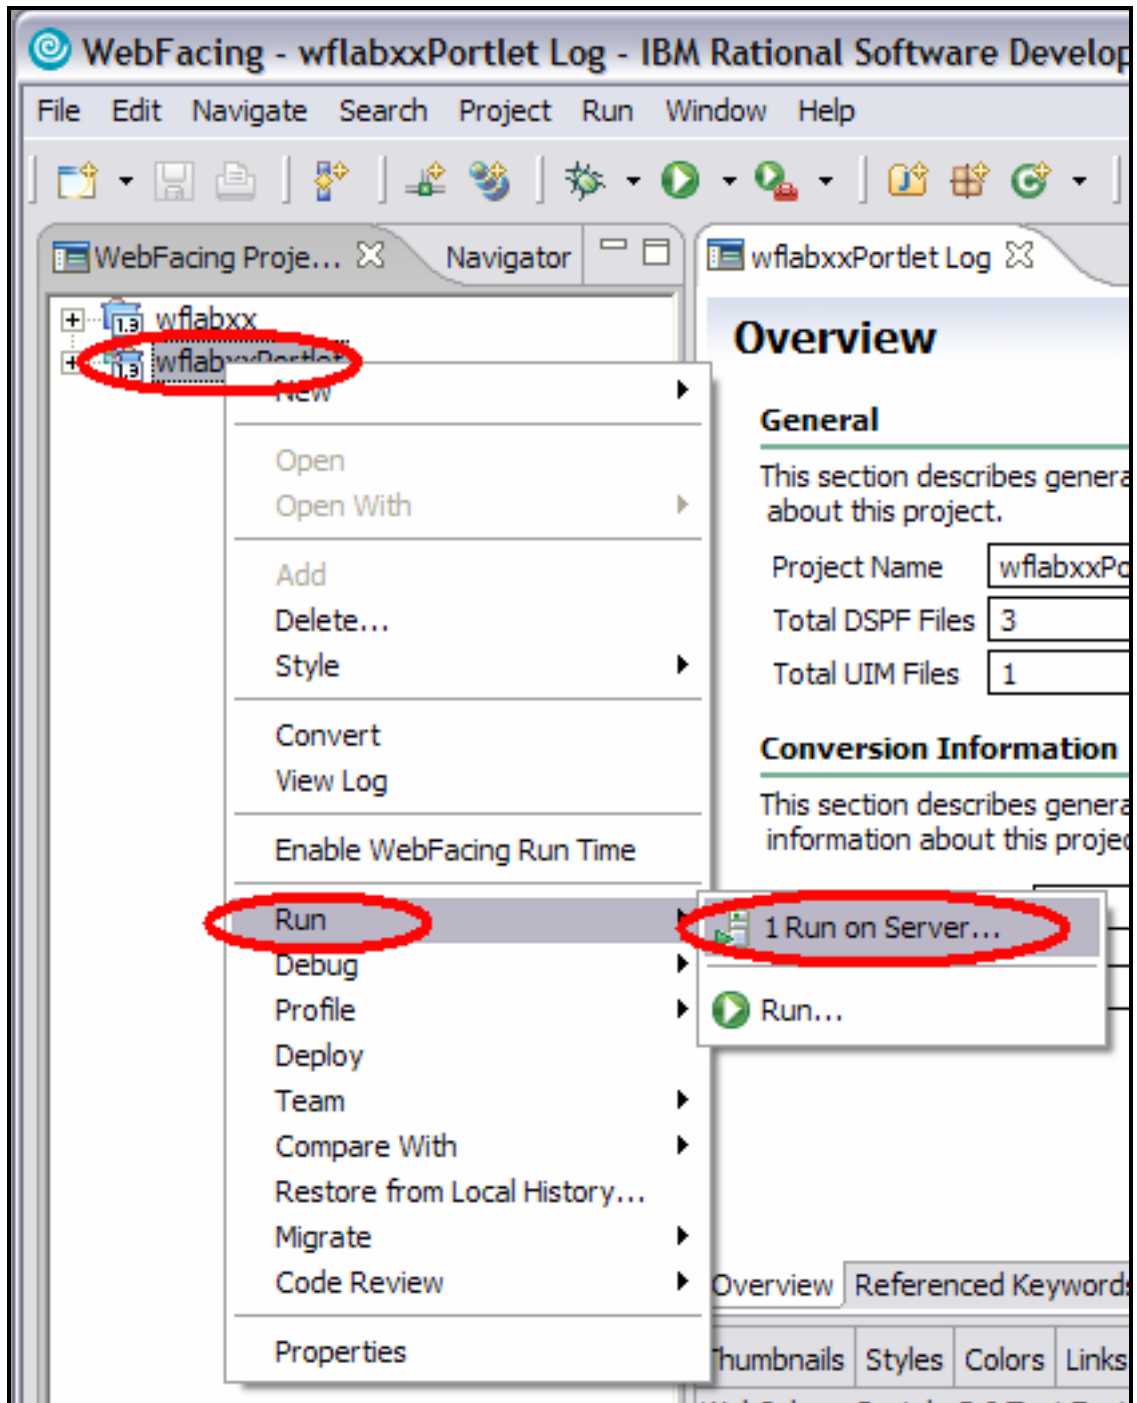 WebFacing - wflabxxPortlet Log - IBM Rational Software Develop
File Edit Navigate Search Project Run Window Help
WebFacing Proje... Navigator
wflabxx
wflabxxPortlet
New
Open
Open With
Add
Delete...
Style
Convert
View Log
Enable WebFacing Run Time
Run
Debug
Profile
Deploy
Team
Compare With
Restore from Local History...
Migrate
Code Review
Properties
1 Run on Server...
Run...
wflabxxPortlet Log
Overview
General
This section describes genera
about this project.
Project Name wflabxxPo
Total DSPF Files 3
Total UIM Files 1
Conversion Information
This section describes genera
information about this projec
Overview Referenced Keywords
Thumbnails Styles Colors Links